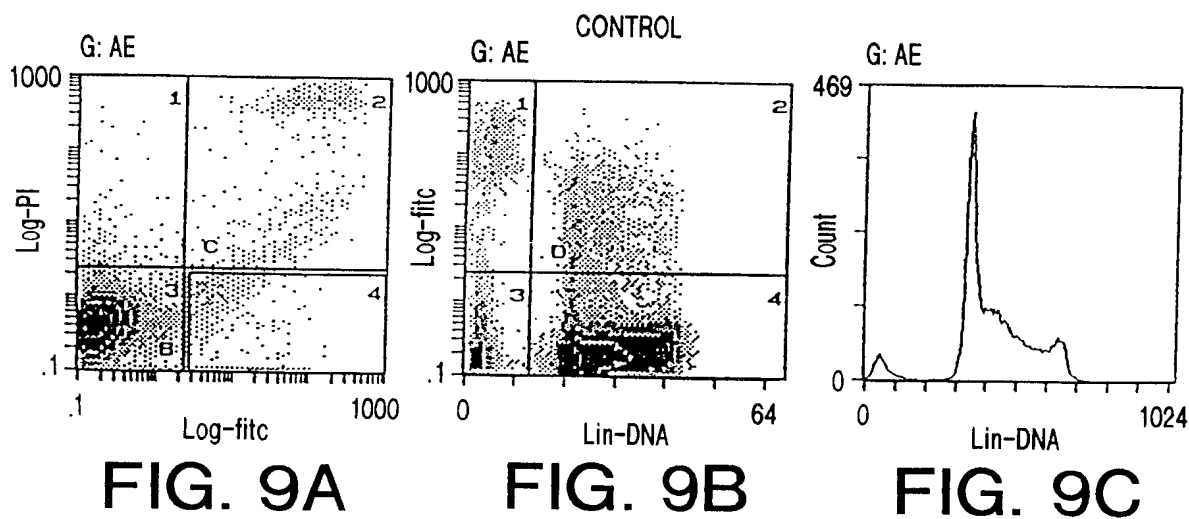 CONTROL
G: AE
1000
1
2
C
3
4
B
.1
.1
1000
Log-PI
Log-fitc
FIG. 9A
G: AE
1000
1
2
D
3
4
.1
0
64
Log-fitc
Lin-DNA
FIG. 9B
G: AE
469
0
0
1024
Count
Lin-DNA
FIG. 9C